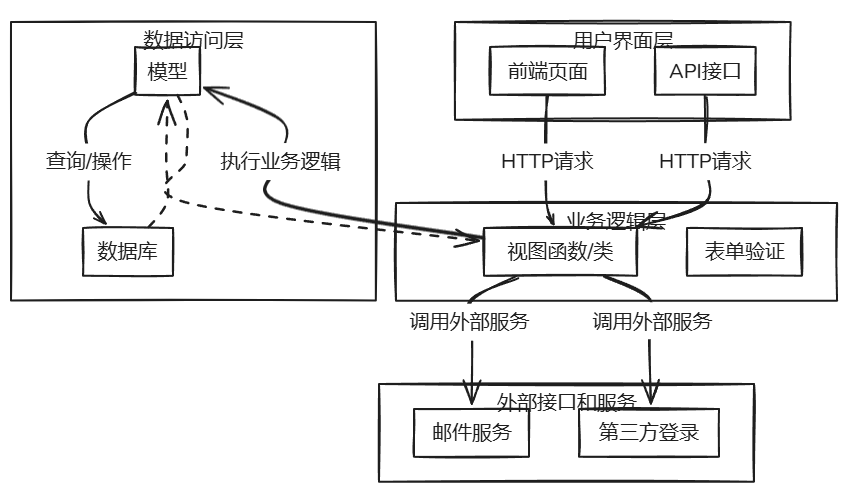 数据访问层
模型
用户界面层
前端页面
API接口
查询/操作
执行业务逻辑
HTTP请求
HTTP请求
业务逻辑层
数据库
视图函数/类
表单验证
调用外部服务
调用外部服务
外部接口和服务
邮件服务
第三方登录